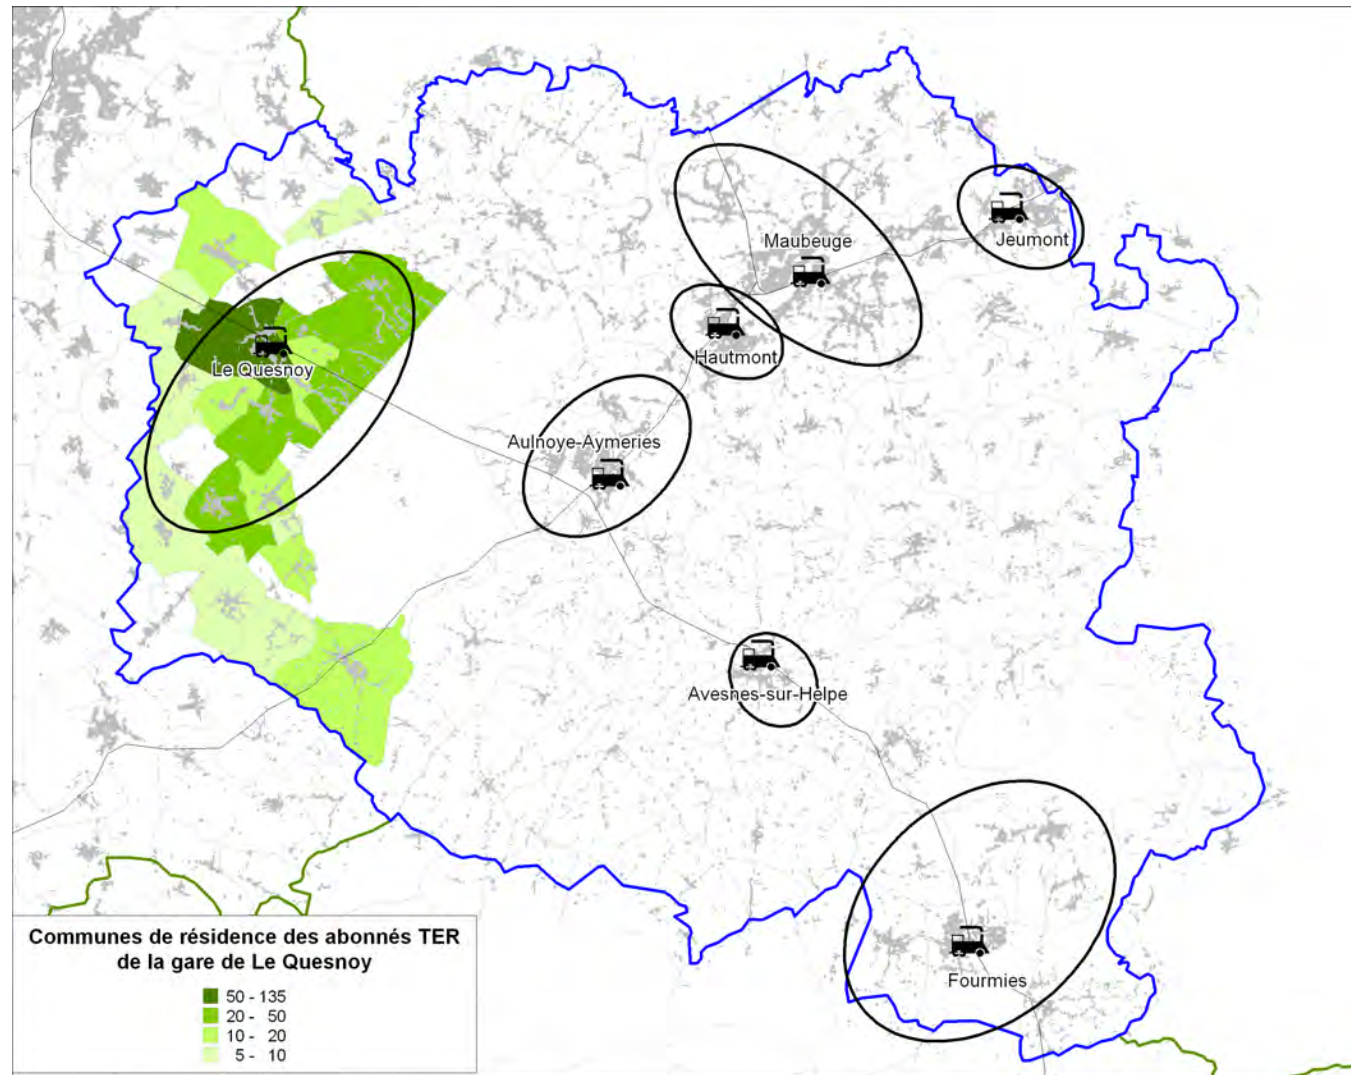 Jeumont
Maubeuge
Hautmont
Le Quesnoy
Aulnoye-Aymeries
Avesnes-sur-Helpe
Fourmies
Communes de résidence des abonnés TER
de la gare de Le Quesnoy
50 - 135
20 - 50
10 - 20
5 - 10